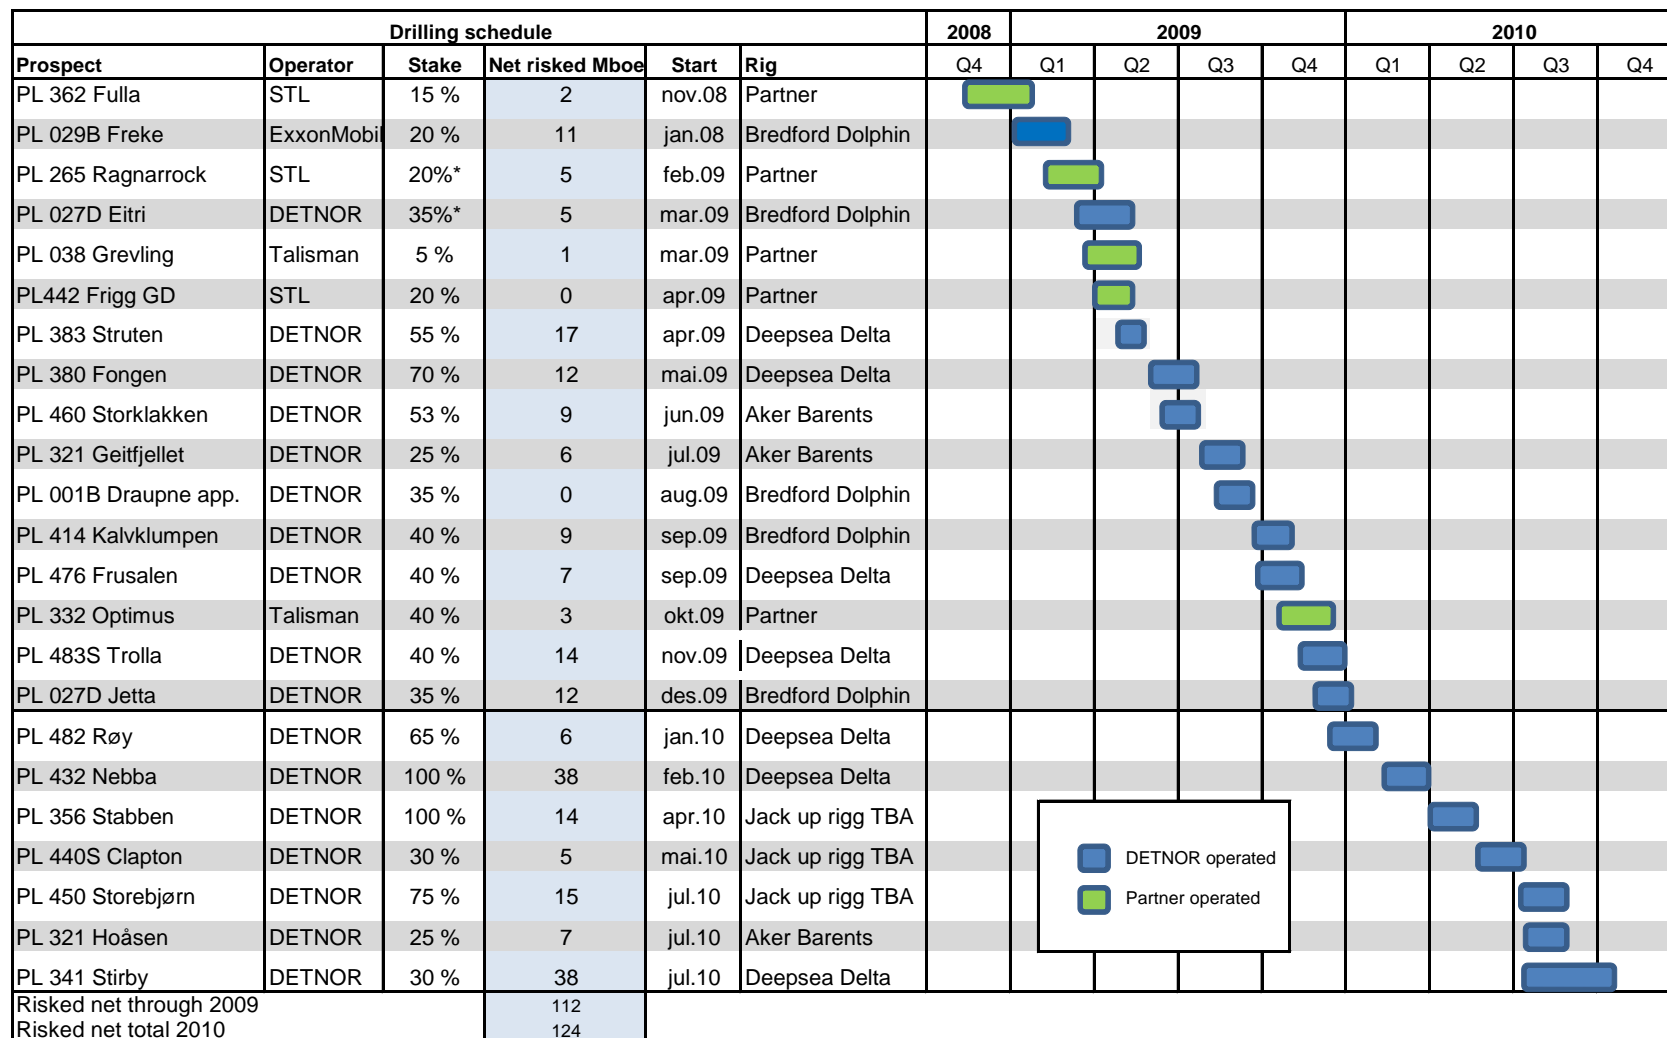 Drilling schedule 2008 2009 2010
Prospect Operator Stake Net risked Mboe Start Rig Q4 Q1 Q2 Q3 Q4 Q1 Q2 Q3 Q4
PL 362 Fulla STL 15 % 2 nov.08 Partner
PL 029B Freke ExxonMobil 20 % 11 jan.08 Bredford Dolphin
PL 265 Ragnarrock STL 20%* 5 feb.09 Partner
PL 027D Eitri DETNOR 35%* 5 mar.09 Bredford Dolphin
PL 038 Grevling Talisman 5 % 1 mar.09 Partner
PL442 Frigg GD STL 20 % 0 apr.09 Partner
PL 383 Struten DETNOR 55 % 17 apr.09 Deepsea Delta
PL 380 Fongen DETNOR 70 % 12 mai.09 Deepsea Delta
PL 460 Storklakken DETNOR 53 % 9 jun.09 Aker Barents
PL 321 Geitfjellet DETNOR 25 % 6 jul.09 Aker Barents
PL 001B Draupne app. DETNOR 35 % 0 aug.09 Bredford Dolphin
PL 414 Kalvklumpen DETNOR 40 % 9 sep.09 Bredford Dolphin
PL 476 Frusalen DETNOR 40 % 7 sep.09 Deepsea Delta
PL 332 Optimus Talisman 40 % 3 okt.09 Partner
PL 483S Trolla DETNOR 40 % 14 nov.09 Deepsea Delta
PL 027D Jetta DETNOR 35 % 12 des.09 Bredford Dolphin
PL 482 Røy DETNOR 65 % 6 jan.10 Deepsea Delta
PL 432 Nebba DETNOR 100 % 38 feb.10 Deepsea Delta
PL 356 Stabben DETNOR 100 % 14 apr.10 Jack up rigg TBA
PL 440S Clapton DETNOR 30 % 5 mai.10 Jack up rigg TBA
PL 450 Storebjørn DETNOR 75 % 15 jul.10 Jack up rigg TBA
PL 321 Hoåsen DETNOR 25 % 7 jul.10 Aker Barents
PL 341 Stirby DETNOR 30 % 38 jul.10 Deepsea Delta
Risked net through 2009 112
Risked net total 2010 124
DETNOR operated
Partner operated